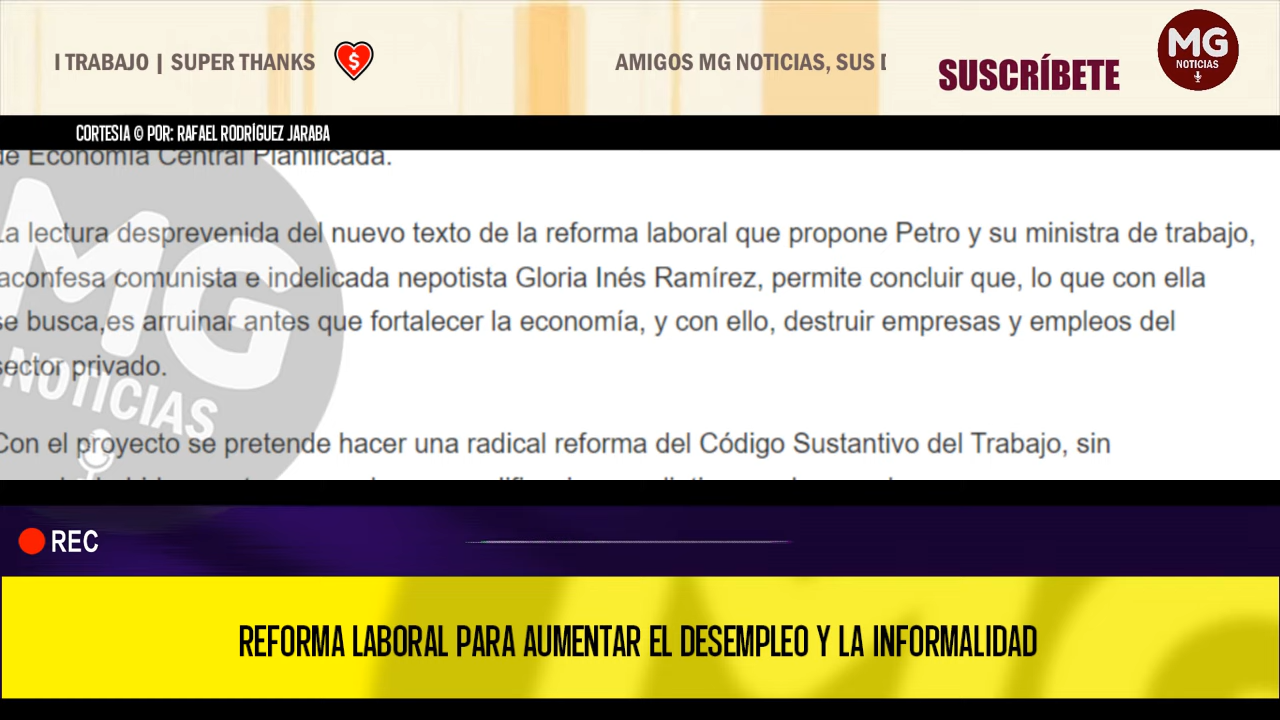 I TRABAJO | SUPER THANKS
AMIGOS MG NOTICIAS, SUS
SUSCRÍBETE
MG
NOTICIAS
CORTESIA © POR: RAFAEL RODRÍGUEZ JARABA
de Economía Central Planificada.
La lectura desprevenida del nuevo texto de la reforma laboral que propone Petro y su ministra de trabajo,
aconfesa comunista e indelicada nepotista Gloria Inés Ramírez, permite concluir que, lo que con ella
se busca,es arruinar antes que fortalecer la economía, y con ello, destruir empresas y empleos del
sector privado.
Con el proyecto se pretende hacer una radical reforma del Código Sustantivo del Trabajo, sin
MG
NOTICIAS
REC
REFORMA LABORAL PARA AUMENTAR EL DESEMPLEO Y LA INFORMALIDAD